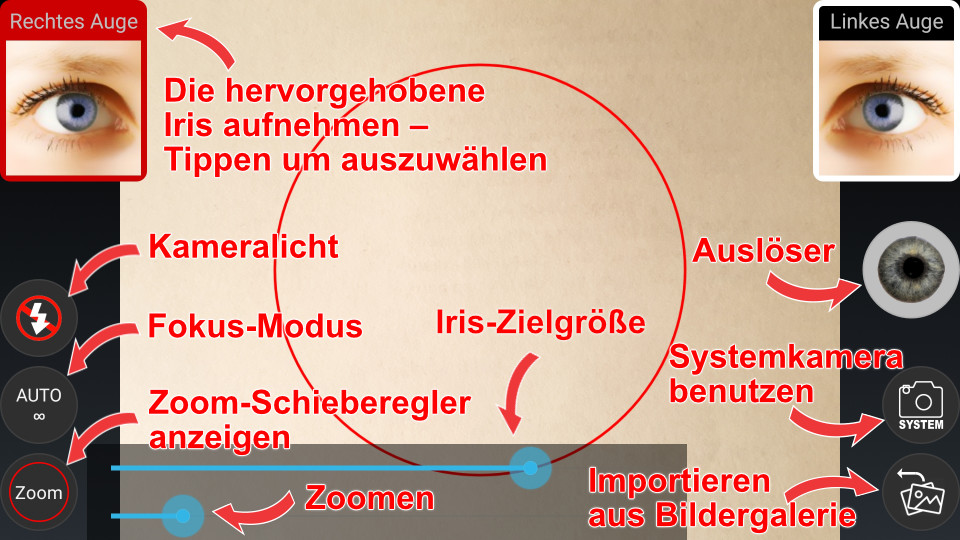 Rechtes Auge
Linkes Auge
Die hervorgehobene
Iris aufnehmen –
Tippen um auszuwählen
Kameralicht
Auslöser
Fokus-Modus
Iris-Zielgröße
AUTO
∞
Systemkamera
benutzen
SYSTEM
Zoom-Schieberegler
anzeigen
Zoom
Zoomen
Importieren
aus Bildergalerie